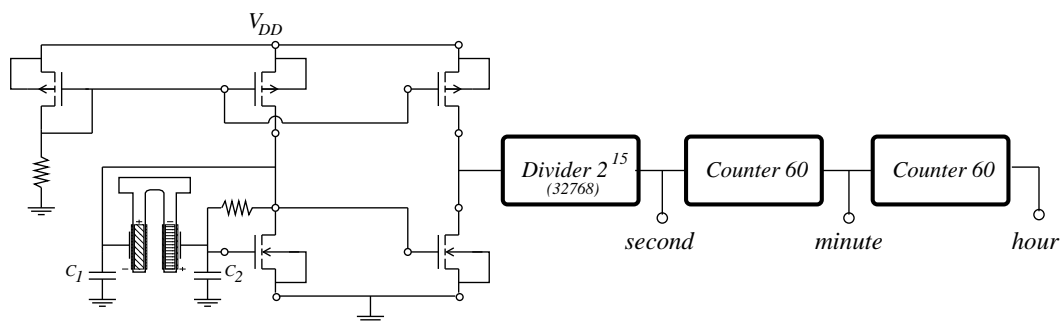 V_DD
Divider 2^15
(32768)
Counter 60
Counter 60
second
minute
hour
C_1
C_2
+
−
−
+